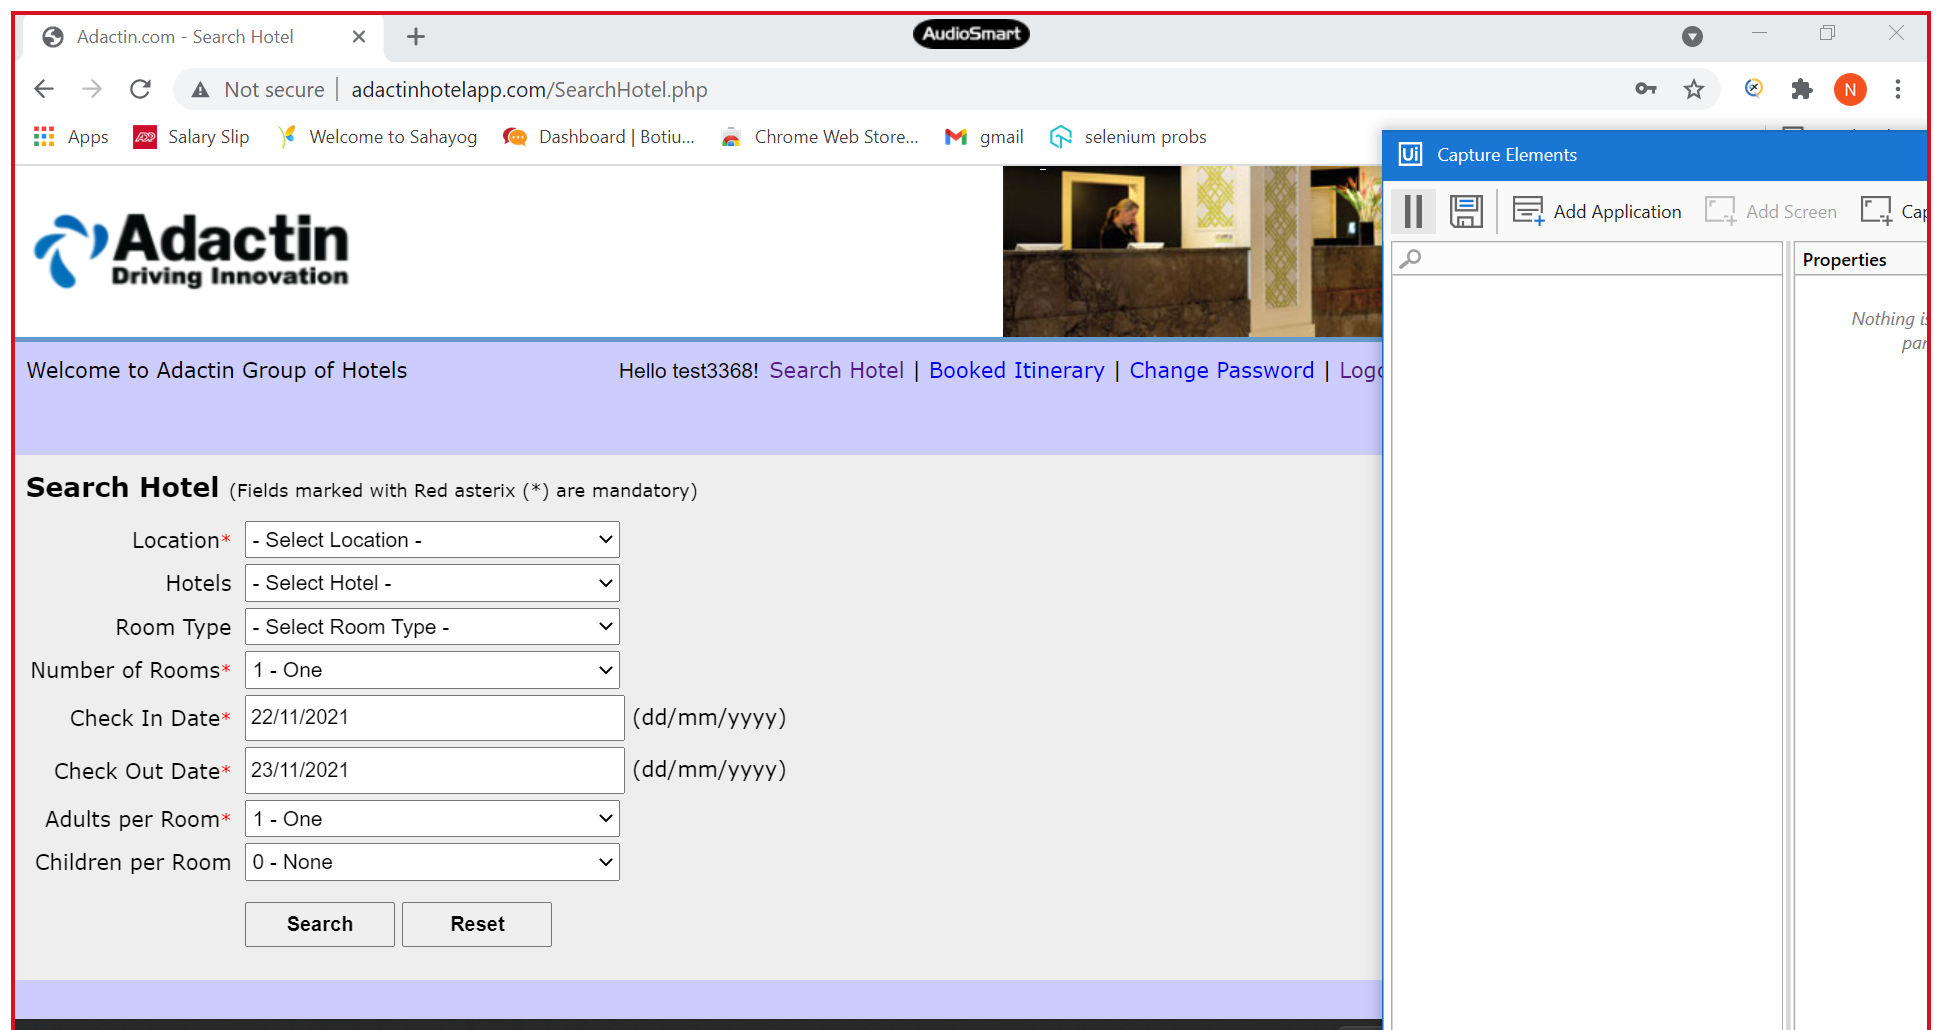 Adactin.com - Search Hotel
AudioSmart
Not secure | adactinhotelapp.com/SearchHotel.php
N
Apps
ADP
Salary Slip
Welcome to Sahayog
Dashboard | Botiu...
Chrome Web Store...
gmail
selenium probs
Ui Capture Elements
Add Application
Add Screen
Cap
Properties
Nothing is
par
Adactin
Driving Innovation
Welcome to Adactin Group of Hotels
Hello test3368! Search Hotel | Booked Itinerary | Change Password | Logo
Search Hotel (Fields marked with Red asterix (*) are mandatory)
Location* - Select Location -
Hotels - Select Hotel -
Room Type - Select Room Type -
Number of Rooms* 1 - One
Check In Date* 22/11/2021 (dd/mm/yyyy)
Check Out Date* 23/11/2021 (dd/mm/yyyy)
Adults per Room* 1 - One
Children per Room 0 - None
Search Reset